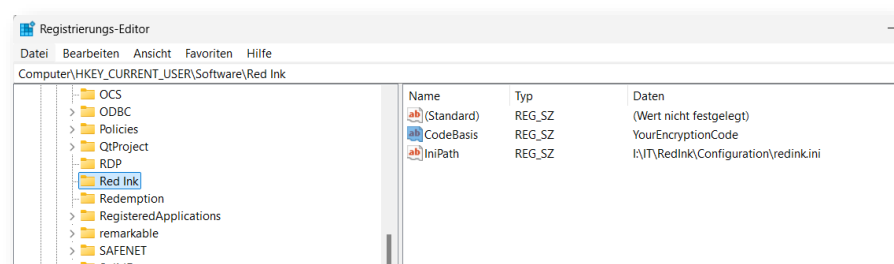 Registrierungs-Editor
Datei Bearbeiten Ansicht Favoriten Hilfe
Computer\HKEY_CURRENT_USER\Software\Red Ink
OCS
ODBC
Policies
QtProject
RDP
Red Ink
Redemption
RegisteredApplications
remarkable
SAFENET
Name Typ Daten
(Standard) REG_SZ (Wert nicht festgelegt)
CodeBasis REG_SZ YourEncryptionCode
IniPath REG_SZ I:\IT\RedInk\Configuration\redink.ini